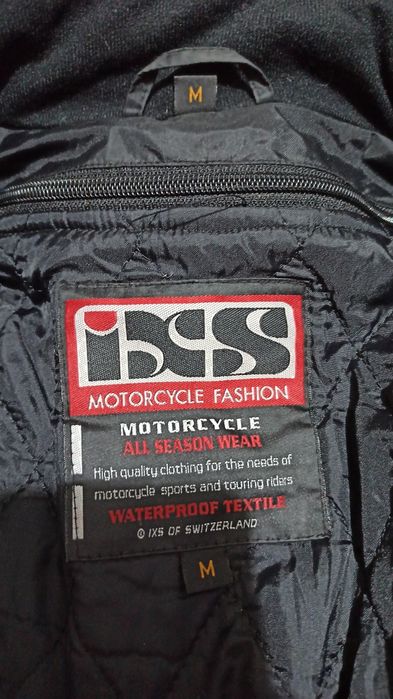 M
iXS
MOTORCYCLE FASHION
MOTORCYCLE
ALL SEASON WEAR
High quality clothing for the needs of
motorcycle sports and touring riders
WATERPROOF TEXTILE
© IXS OF SWITZERLAND
M